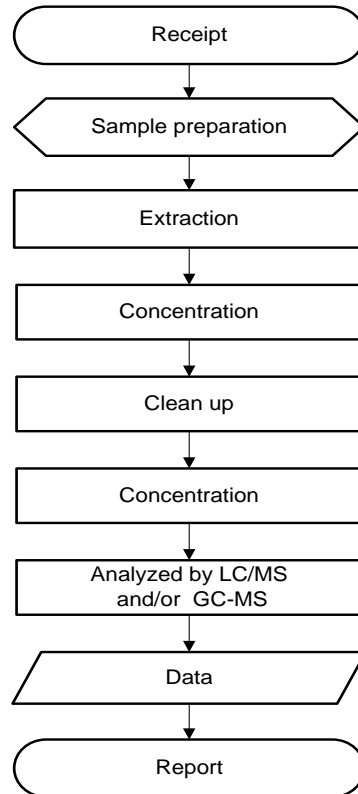 Receipt
Sample preparation
Extraction
Concentration
Clean up
Concentration
Analyzed by LC/MS
and/or GC-MS
Data
Report